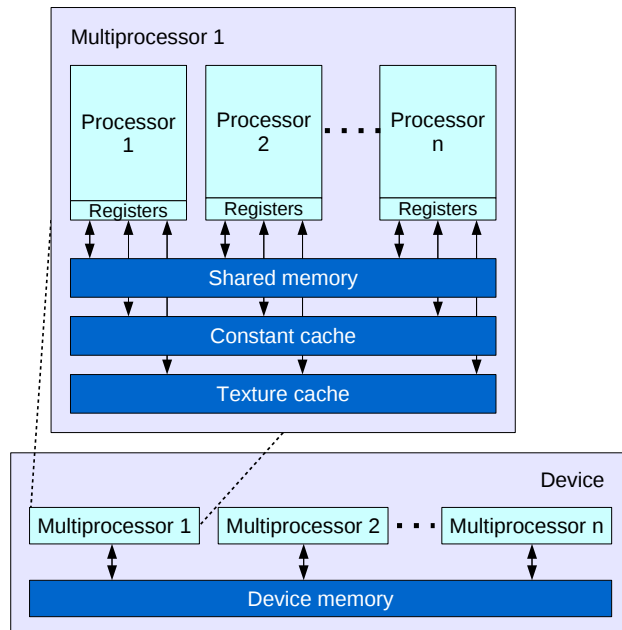 Multiprocessor 1
Processor
1
Processor
2
Processor
n
Registers
Registers
Registers
Shared memory
Constant cache
Texture cache
Device
Multiprocessor 1
Multiprocessor 2
Multiprocessor n
Device memory